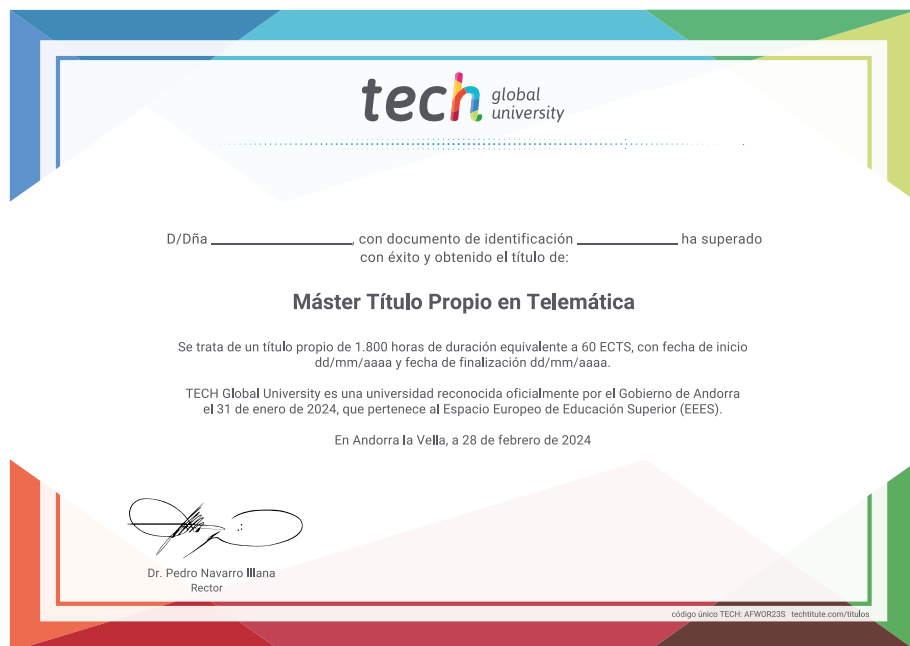 tech global university
D/Dña ____________, con documento de identificación ____________ ha superado
con éxito y obtenido el título de:
Máster Título Propio en Telemática
Se trata de un título propio de 1.800 horas de duración equivalente a 60 ECTS, con fecha de inicio
dd/mm/aaaa y fecha de finalización dd/mm/aaaa.
TECH Global University es una universidad reconocida oficialmente por el Gobierno de Andorra
el 31 de enero de 2024, que pertenece al Espacio Europeo de Educación Superior (EEES).
En Andorra la Vella, a 28 de febrero de 2024
Dr. Pedro Navarro Illana
Rector
código único TECH: AFWOR23S techtitute.com/titulos